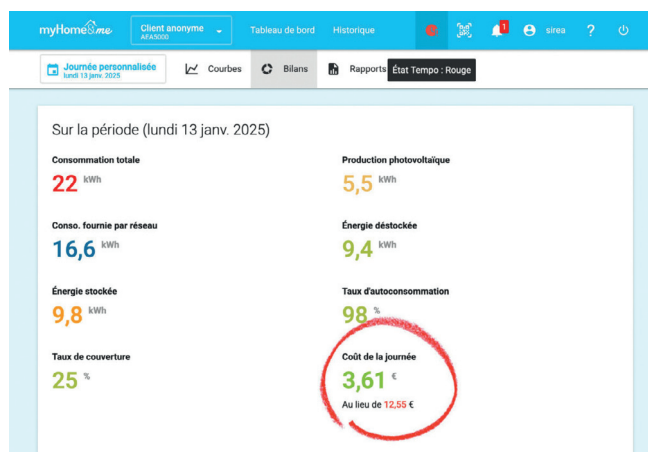 myHome&me
Client anonyme
AEA5000
Tableau de bord
Historique
1
sirea
?
Journée personnalisée
lundi 13 janv. 2025
Courbes
Bilans
Rapports
État Tempo : Rouge
Sur la période (lundi 13 janv. 2025)
Consommation totale
22 kWh
Production photovoltaïque
5,5 kWh
Conso. fournie par réseau
16,6 kWh
Énergie déstockée
9,4 kWh
Énergie stockée
9,8 kWh
Taux d'autoconsommation
98 %
Taux de couverture
25 %
Coût de la journée
3,61 €
Au lieu de 12,55 €